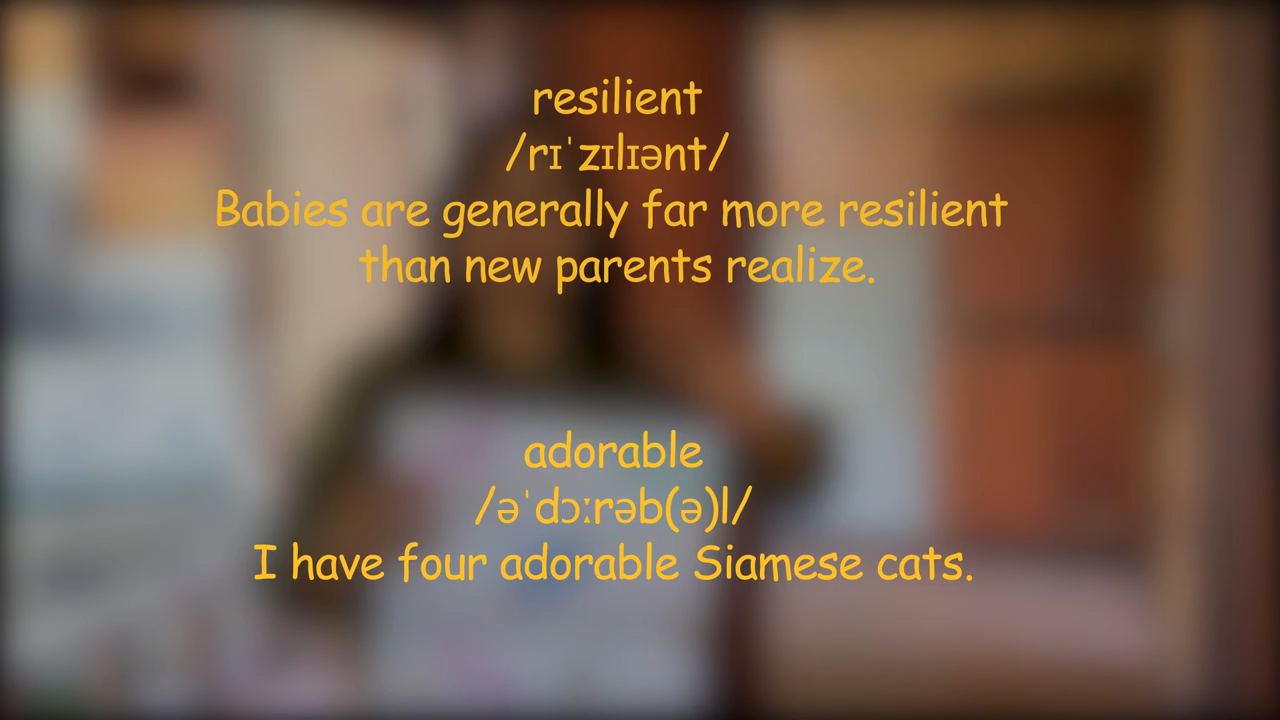 resilient
/rɪˈzɪlɪənt/
Babies are generally far more resilient
than new parents realize.
adorable
/əˈdɔːrəb(ə)l/
I have four adorable Siamese cats.